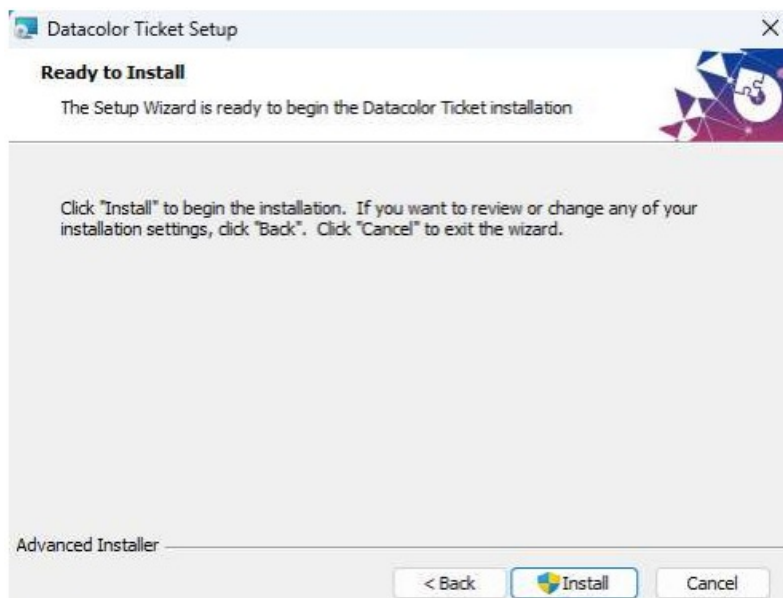 Datacolor Ticket Setup
Ready to Install
The Setup Wizard is ready to begin the Datacolor Ticket installation
Click "Install" to begin the installation. If you want to review or change any of your
installation settings, click "Back". Click "Cancel" to exit the wizard.
Advanced Installer
< Back Install Cancel